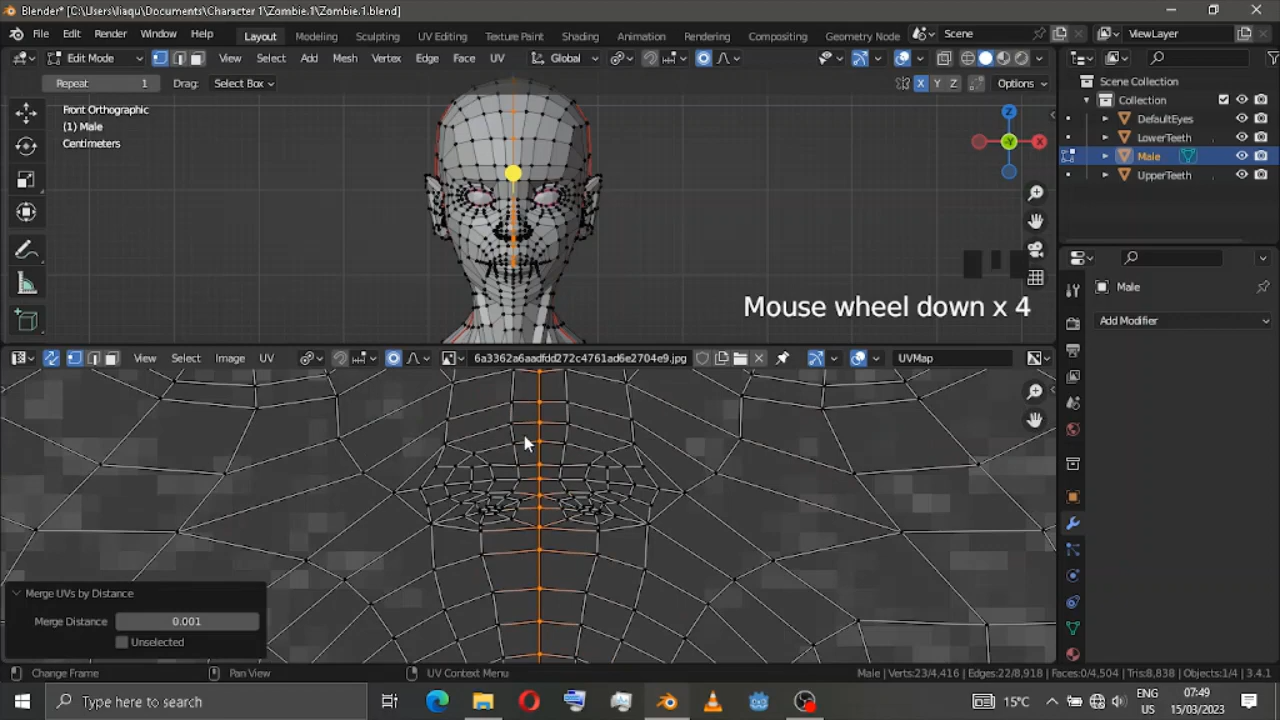 Blender* [C:\Users\liaqu\Documents\Character 1\Zombie.1\Zombie.1.blend]
File Edit Render Window Help Layout Modeling Sculpting UV Editing Texture Paint Shading Animation Rendering Compositing Geometry Node Scene ViewLayer
Edit Mode View Select Add Mesh Vertex Edge Face UV Global
Repeat 1 Drag: Select Box X Y Z Options
Front Orthographic
(1) Male
Centimeters
Z
Y
X
Mouse wheel down x 4
Scene Collection
Collection
DefaultEyes
LowerTeeth
Male
UpperTeeth
Male
Add Modifier
View Select Image UV 6a3362a6aadfdd272c4761ad6e2704e9.jpg UVMap
Merge UVs by Distance
Merge Distance 0.001
Unselected
Change Frame Pan View UV Context Menu Male | Verts:23/4,416 | Edges:22/8,918 | Faces:0/4,504 | Tris:8,838 | Objects:1/4 | 3.4.1
Type here to search 15°C ENG 07:49
US 15/03/2023